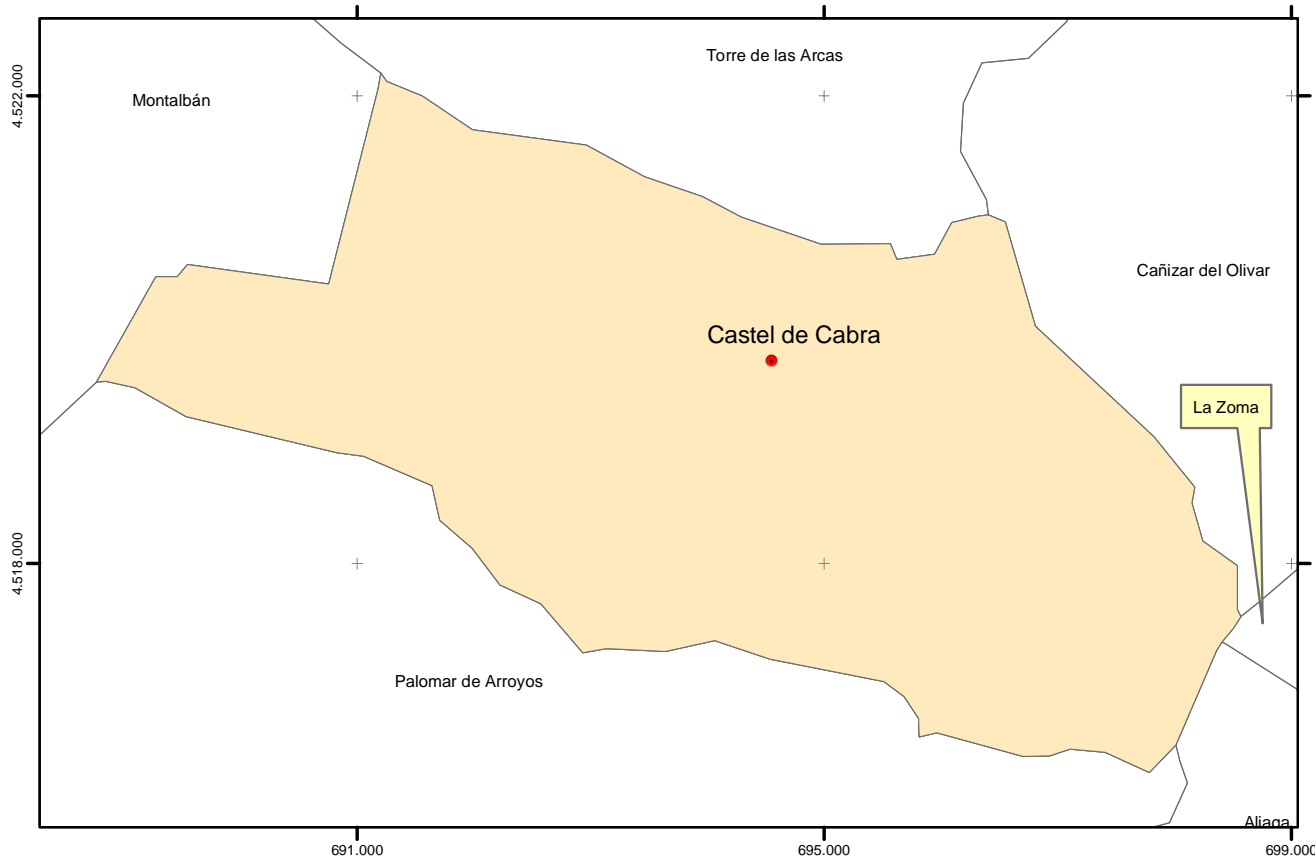 Torre de las Arcas
4.522.000
Montalbán
Cañizar del Olivar
Castel de Cabra
La Zoma
4.518.000
Palomar de Arroyos
Aliaga
691.000
695.000
699.000